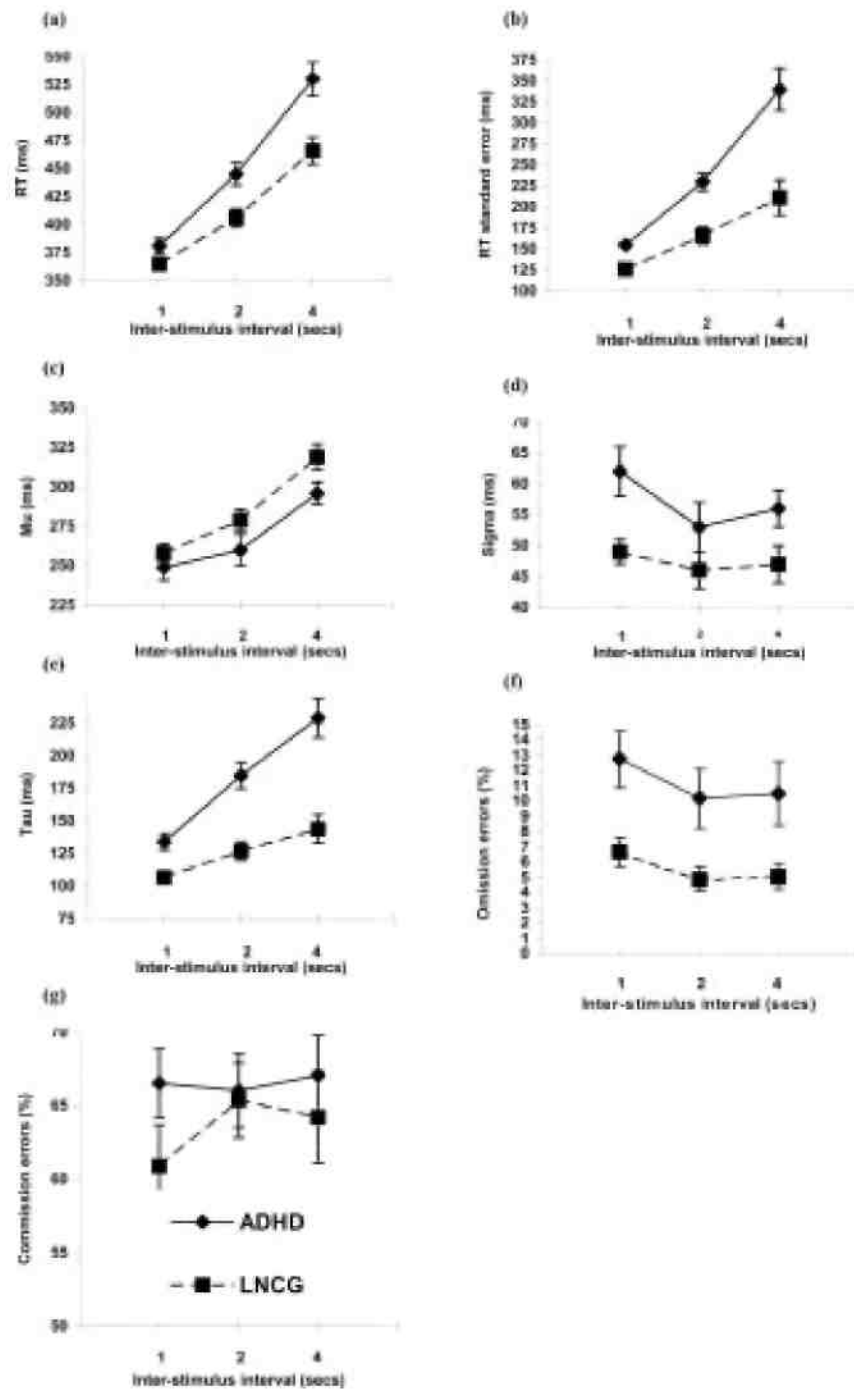 (a)
550
525
500
475
450
425
400
375
350
RT (ms)
1 2 4
Inter-stimulus interval (secs)
(b)
375
350
325
300
275
250
225
200
175
150
125
100
RT standard error (ms)
1 2 4
Inter-stimulus interval (secs)
(c)
350
325
300
275
250
225
Mu (ms)
1 2 4
Inter-stimulus interval (secs)
(d)
70
65
60
55
50
45
40
Sigma (ms)
1 2 4
Inter-stimulus interval (secs)
(e)
225
200
175
150
125
100
75
Tau (ms)
1 2 4
Inter-stimulus interval (secs)
(f)
15
14
13
12
11
10
9
8
7
6
5
4
3
2
1
0
Omission errors (%)
1 2 4
Inter-stimulus interval (secs)
(g)
70
65
60
55
50
Commission errors (%)
ADHD
LNCG
1 2 4
Inter-stimulus interval (secs)